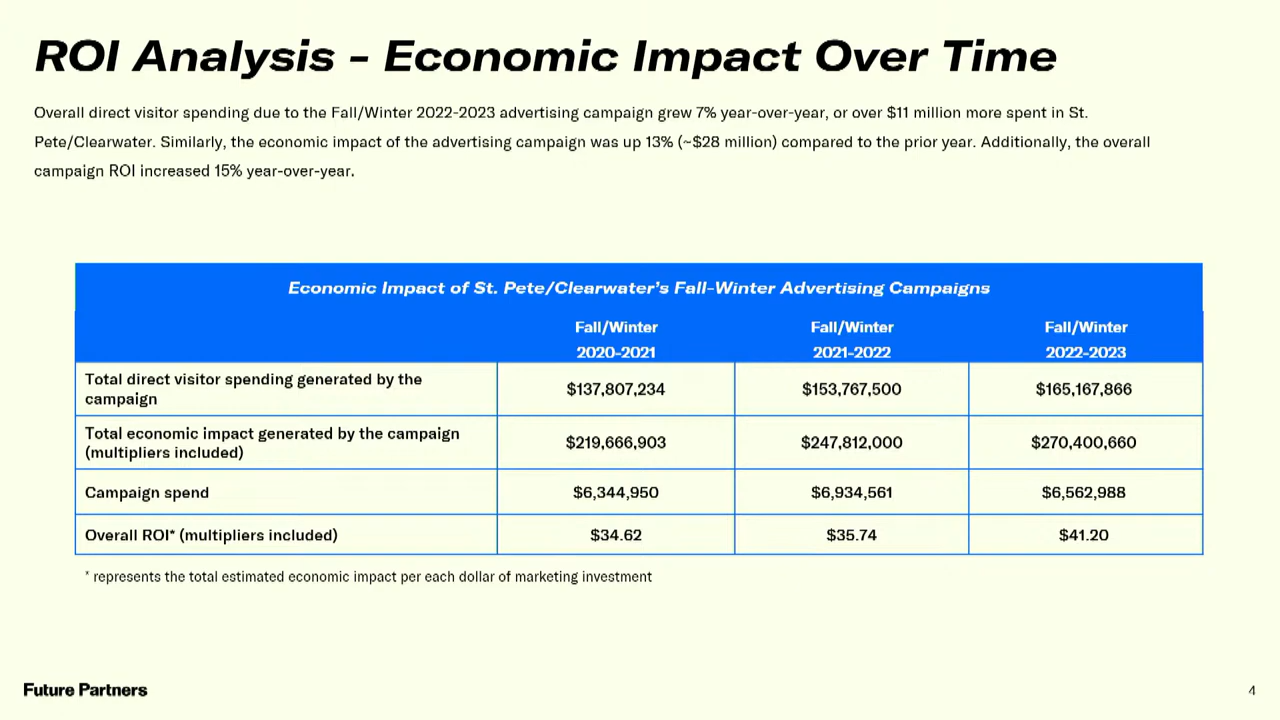 ROI Analysis - Economic Impact Over Time
Overall direct visitor spending due to the Fall/Winter 2022-2023 advertising campaign grew 7% year-over-year, or over $11 million more spent in St.
Pete/Clearwater. Similarly, the economic impact of the advertising campaign was up 13% (~$28 million) compared to the prior year. Additionally, the overall
campaign ROI increased 15% year-over-year.
Economic Impact of St. Pete/Clearwater's Fall-Winter Advertising Campaigns
Fall/Winter Fall/Winter Fall/Winter
2020-2021 2021-2022 2022-2023
Total direct visitor spending generated by the
campaign
$137,807,234 $153,767,500 $165,167,866
Total economic impact generated by the campaign
(multipliers included)
$219,666,903 $247,812,000 $270,400,660
Campaign spend $6,344,950 $6,934,561 $6,562,988
Overall ROI* (multipliers included) $34.62 $35.74 $41.20
* represents the total estimated economic impact per each dollar of marketing investment
Future Partners
4